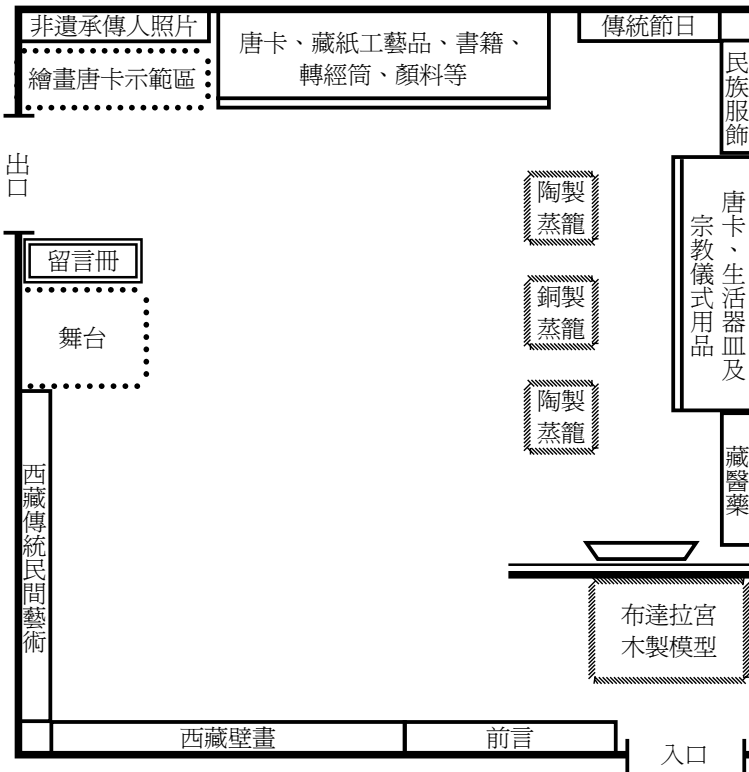 非遺承傳人照片
繪畫唐卡示範區
唐卡、藏紙工藝品、書籍、
轉經筒、顏料等
傳統節日
民族服飾
出口
陶製
蒸籠
唐卡、生活器皿及
宗教儀式用品
留言冊
銅製
蒸籠
舞台
陶製
蒸籠
藏醫藥
西藏傳統民間藝術
布達拉宮
木製模型
西藏壁畫
前言
入口